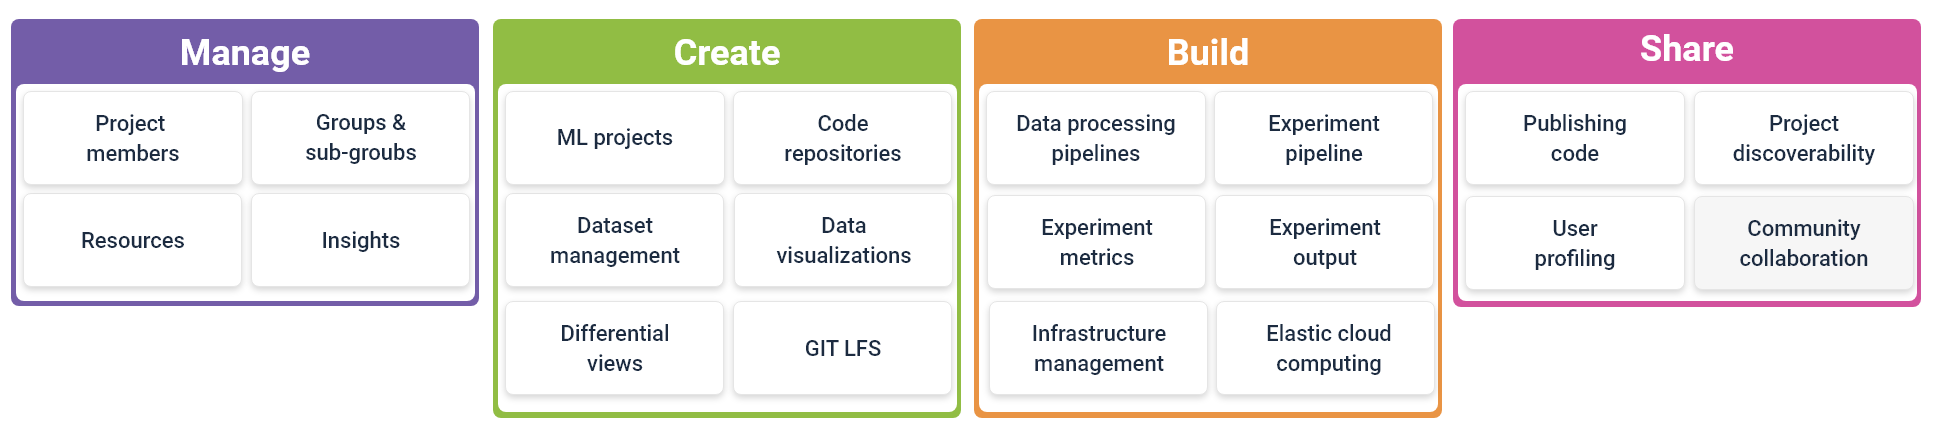 Manage
Project
members
Groups &
sub-groups
Resources
Insights
Create
ML projects
Code
repositories
Dataset
management
Data
visualizations
Differential
views
GIT LFS
Build
Data processing
pipelines
Experiment
pipeline
Experiment
metrics
Experiment
output
Infrastructure
management
Elastic cloud
computing
Share
Publishing
code
Project
discoverability
User
profiling
Community
collaboration